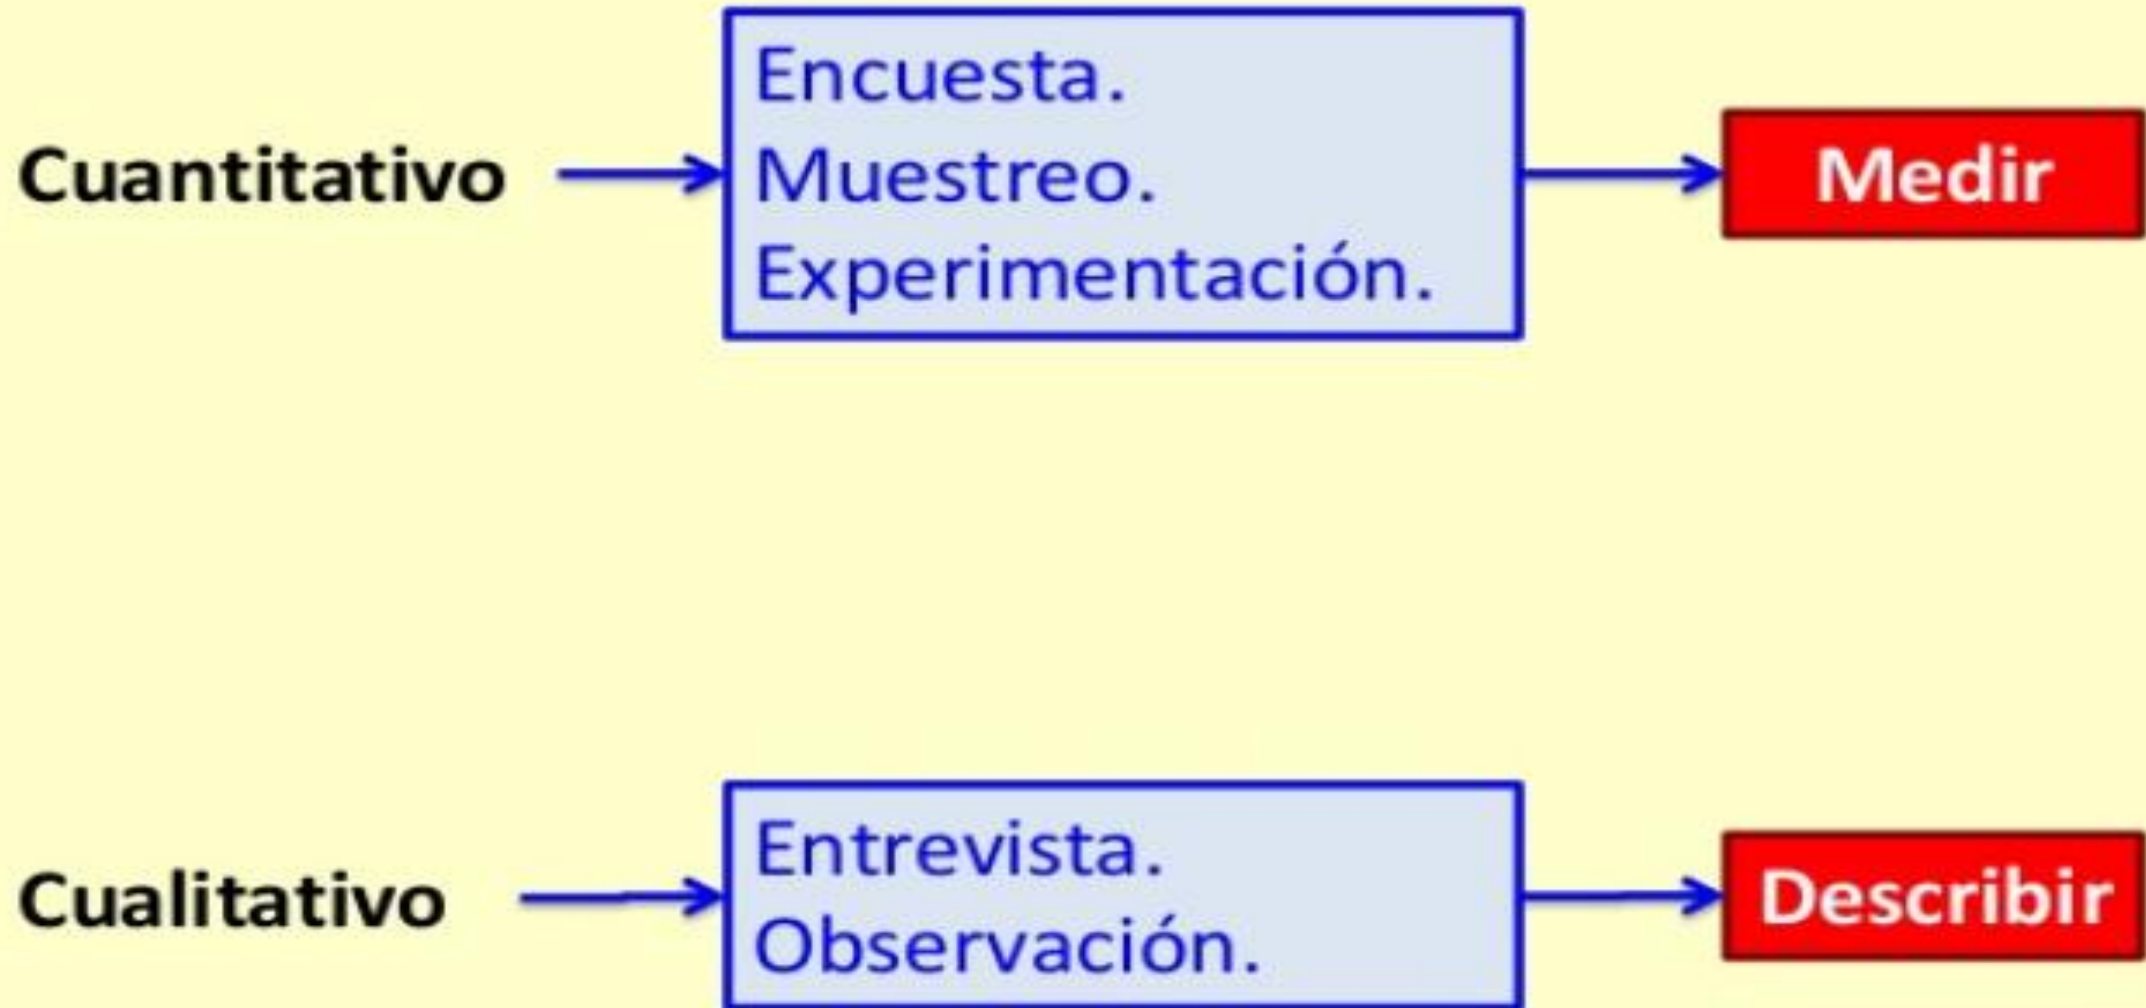 Cuantitativo
Encuesta.
Muestreo.
Experimentación.
Medir
Cualitativo
Entrevista.
Observación.
Describir